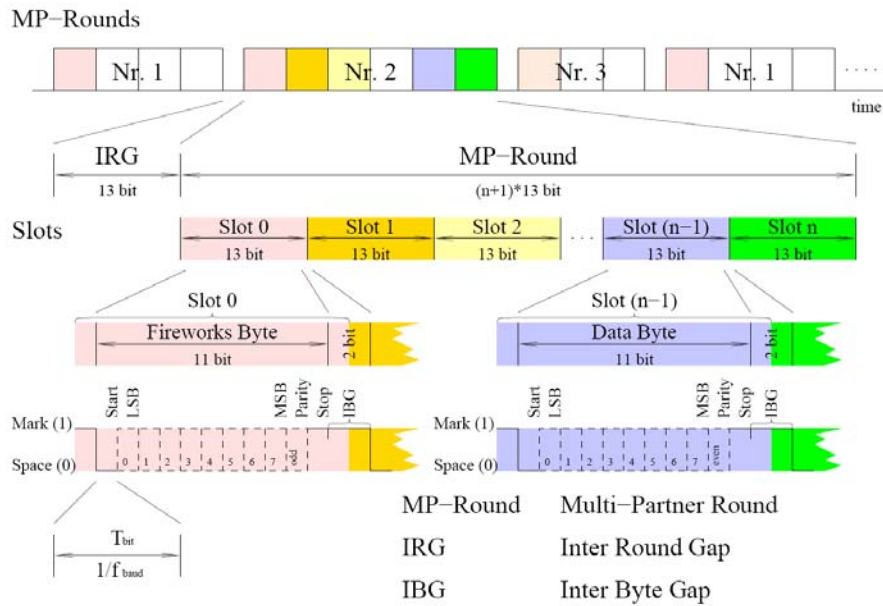 MP−Rounds
Nr. 1 Nr. 2 Nr. 3 Nr. 1
time
IRG MP−Round
13 bit (n+1)*13 bit
Slots Slot 0 Slot 1 Slot 2 Slot (n−1) Slot n
13 bit 13 bit 13 bit 13 bit 13 bit
Slot 0 Slot (n−1)
Fireworks Byte 2 bit Data Byte 2 bit
11 bit 11 bit
Start LSB MSB Parity Stop IBG Start LSB MSB Parity Stop IBG
Mark (1) Mark (1)
Space (0) 0 1 2 3 4 5 6 7 odd Space (0) 0 1 2 3 4 5 6 7 even
MP−Round Multi−Partner Round
Tbit
IRG Inter Round Gap
1/f baud
IBG Inter Byte Gap